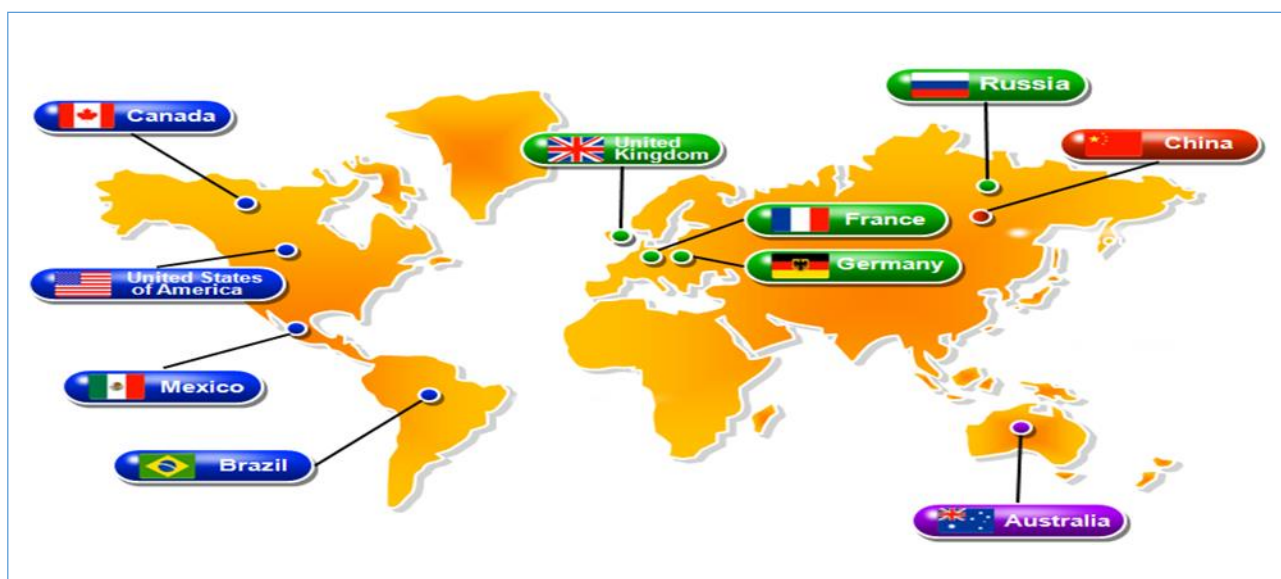 Russia
Canada
China
United
Kingdom
France
Germany
United States
of America
Mexico
Brazil
Australia